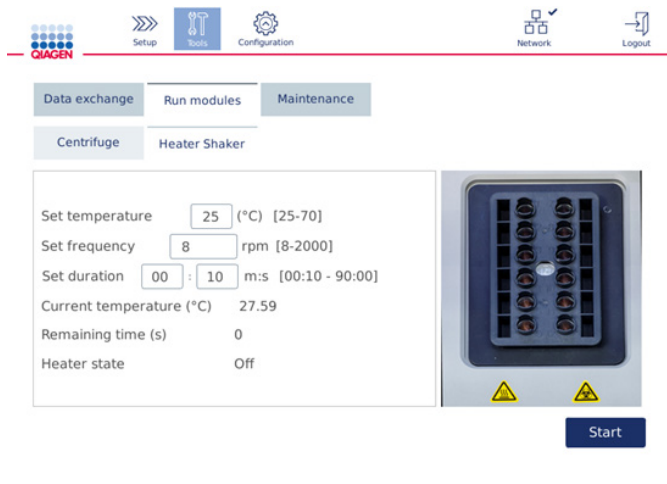 QIAGEN
Setup
Tools
Configuration
Network
Logout
Data exchange Run modules Maintenance
Centrifuge Heater Shaker
Set temperature 25 (°C) [25-70]
Set frequency 8 rpm [8-2000]
Set duration 00 : 10 m:s [00:10 - 90:00]
Current temperature (°C) 27.59
Remaining time (s) 0
Heater state Off
Start